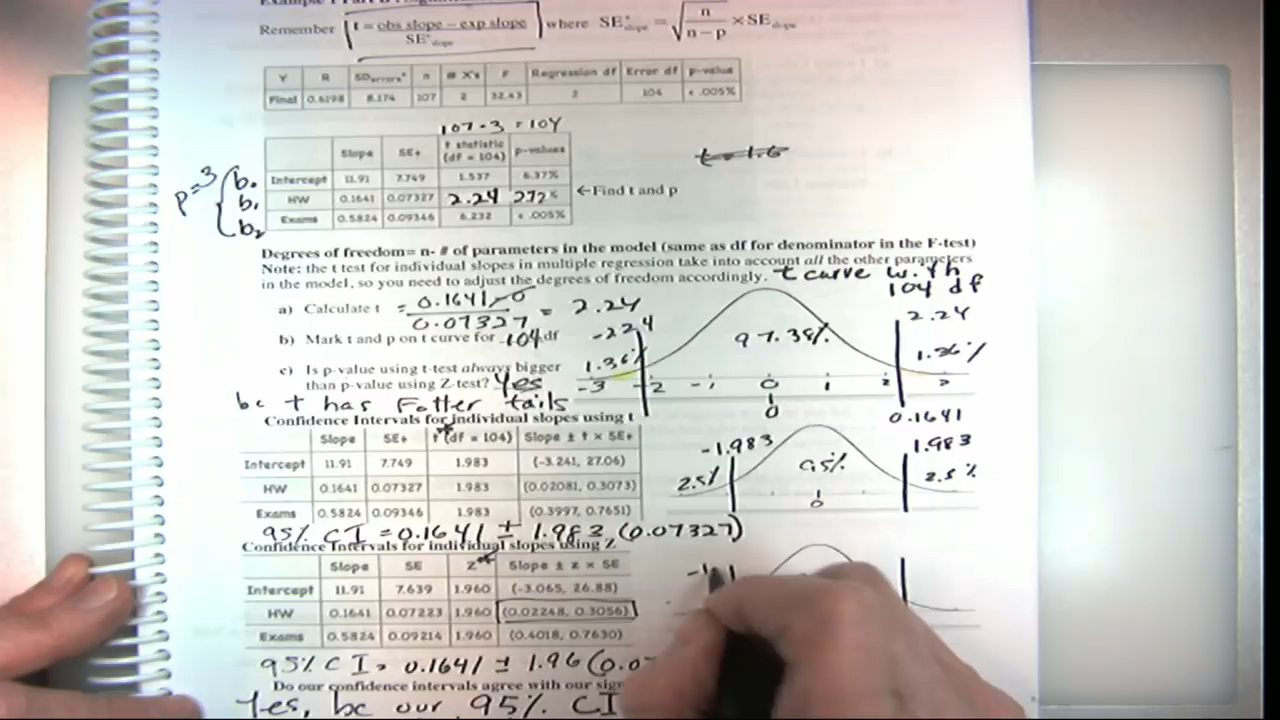 Remember t = obs slope - exp slope where SE+slope = √ n × SEslope
SE+slope n - p
Y R SDerrors+ n # X's F Regression df Error df p-value
Final 0.6198 8.174 107 2 32.43 2 104 < .005%
107-3 = 104
Slope SE+ t statistic (df = 104) p-values
Intercept 11.91 7.749 1.537 6.37%
HW 0.1641 0.07327 2.24 2.72% ←Find t and p
Exams 0.5824 0.09346 6.232 < .005%
p=3
b.
b1
b2
t = 1.6
Degrees of freedom= n- # of parameters in the model (same as df for denominator in the F-test)
Note: the t test for individual slopes in multiple regression take into account all the other parameters
in the model, so you need to adjust the degrees of freedom accordingly. t curve with
104 df
a) Calculate t = 0.1641-0 = 2.24
0.07327
b) Mark t and p on t curve for 104 df
c) Is p-value using t-test always bigger
than p-value using Z-test? Yes
bc t has Fatter tails
-2.24 97.38% 2.24
1.36% 1.36%
-3 -2 -1 0 1 2 3
0 0.1641
Confidence Intervals for individual slopes using t
Slope SE+ t* (df = 104) Slope ± t × SE+
Intercept 11.91 7.749 1.983 (-3.241, 27.06)
HW 0.1641 0.07327 1.983 (0.02081, 0.3073)
Exams 0.5824 0.09346 1.983 (0.3997, 0.7651)
-1.983 1.983
2.5% 95% 2.5%
0
95% CI = 0.1641 ± 1.983 (0.07327)
Confidence Intervals for individual slopes using Z
Slope SE Z* Slope ± z × SE
Intercept 11.91 7.639 1.960 (-3.065, 26.88)
HW 0.1641 0.07223 1.960 (0.02248, 0.3056)
Exams 0.5824 0.09214 1.960 (0.4018, 0.7630)
95% CI = 0.1641 ± 1.96 (0.0
Do our confidence intervals agree with our sig
Yes, bc our 95% CI